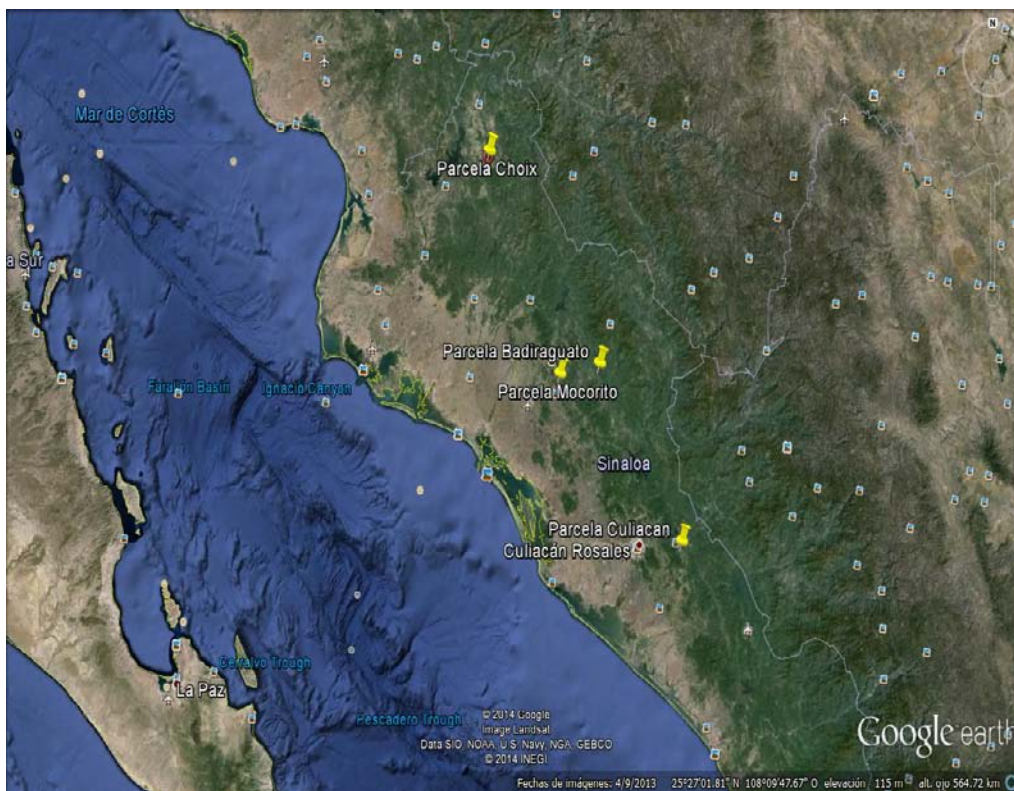 N
Mar de Cortés
Parcela Choix
a Sur
Parcela Badiraguato
Farallon Basin
Ignacio Canyon
Parcela Mocorito
Sinaloa
Parcela Culiacan
Culiacán Rosales
Cerralvo Trough
La Paz
Pescadero Trough
© 2014 Google
Image Landsat
Data SIO, NOAA, U.S. Navy, NGA, GEBCO
© 2014 INEGI
Google earth
Fechas de imágenes: 4/9/2013 25°27'01.81" N 108°09'47.67" O elevación 115 m alt. ojo 564.72 km